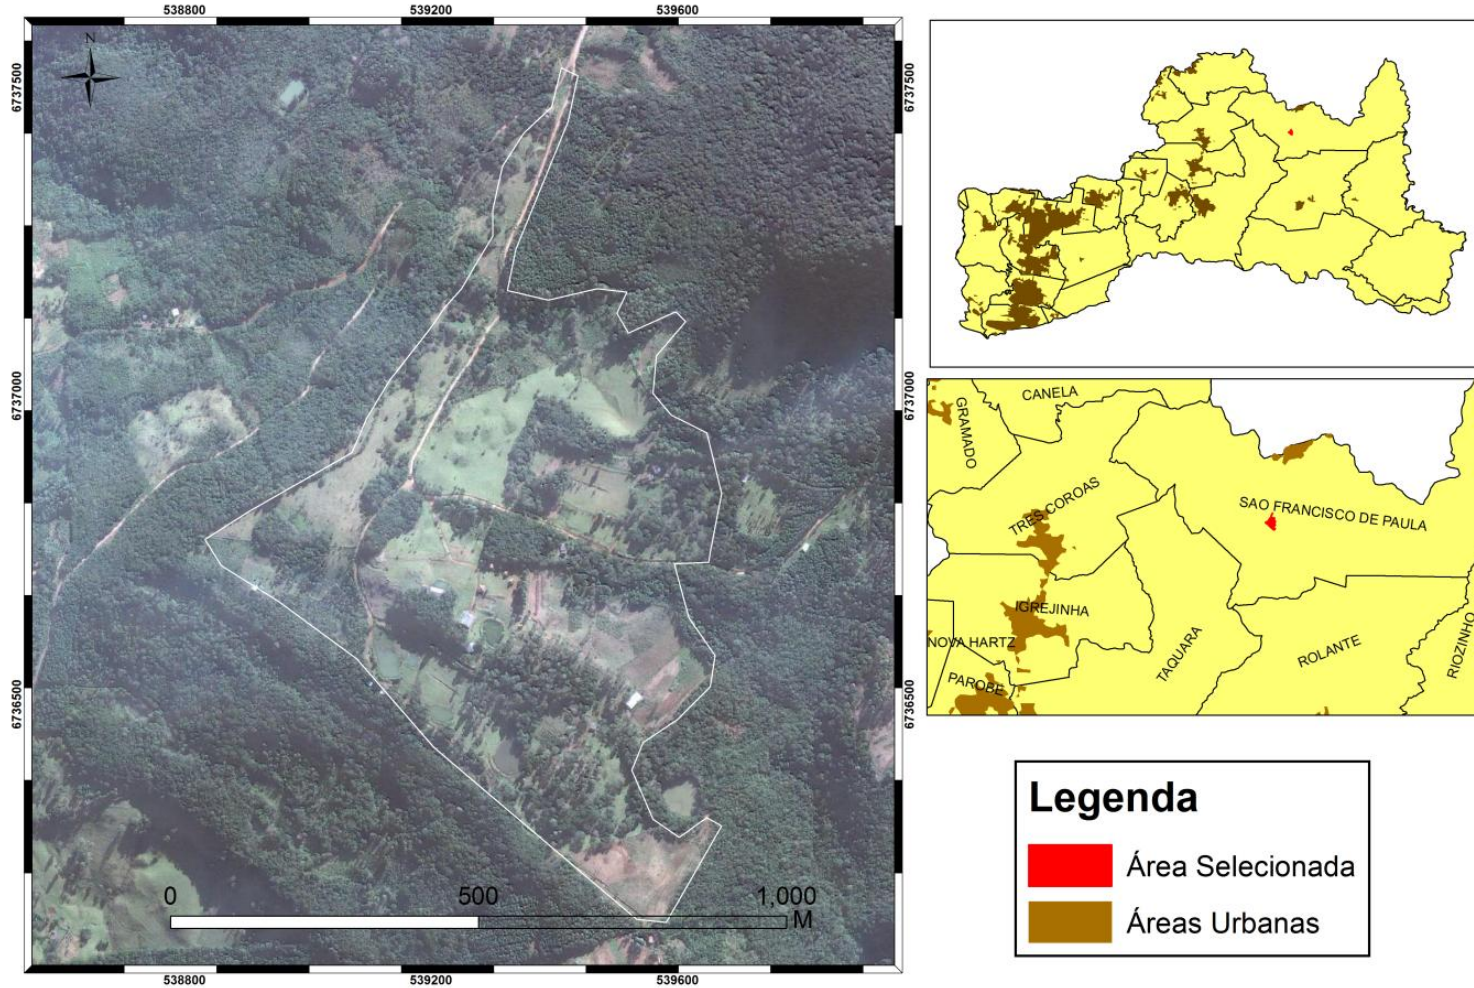 538800
539200
539600
N
6737500
6737500
6737000
6737000
6736500
6736500
0
500
1,000
M
538800
539200
539600
CANELA
GRAMADO
TRES COROAS
SAO FRANCISCO DE PAULA
IGREJINHA
NOVA HARTZ
TAQUARA
ROLANTE
RIOZINHO
PAROBE
Legenda
Área Selecionada
Áreas Urbanas